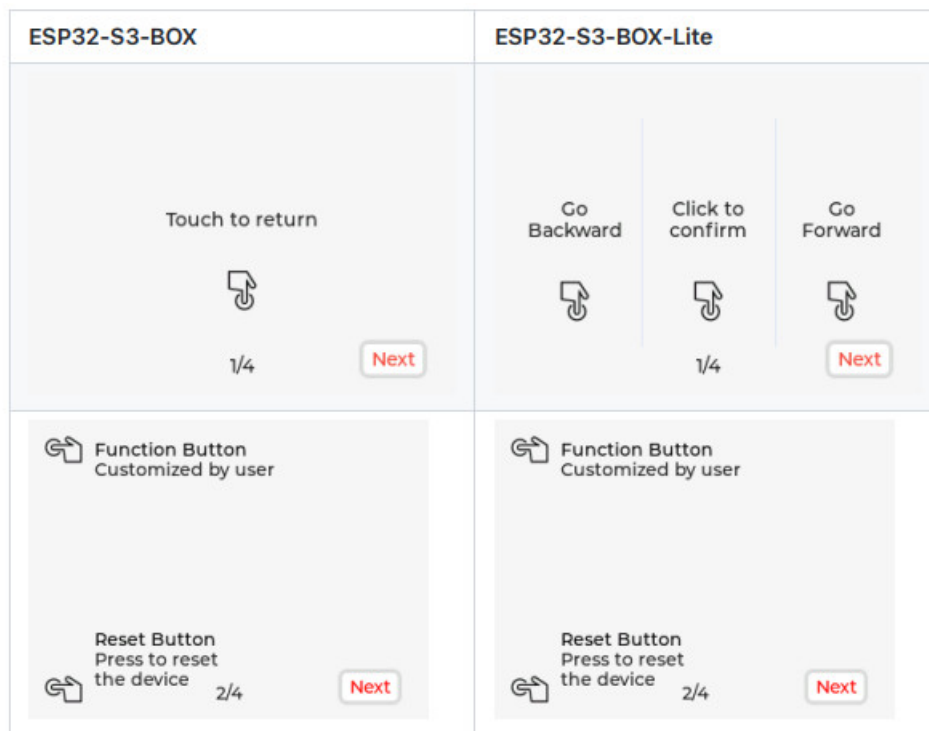 ESP32-S3-BOX
ESP32-S3-BOX-Lite
Touch to return
1/4
Next
Go
Backward
Click to
confirm
Go
Forward
1/4
Next
Function Button
Customized by user
Reset Button
Press to reset
the device
2/4
Next
Function Button
Customized by user
Reset Button
Press to reset
the device
2/4
Next